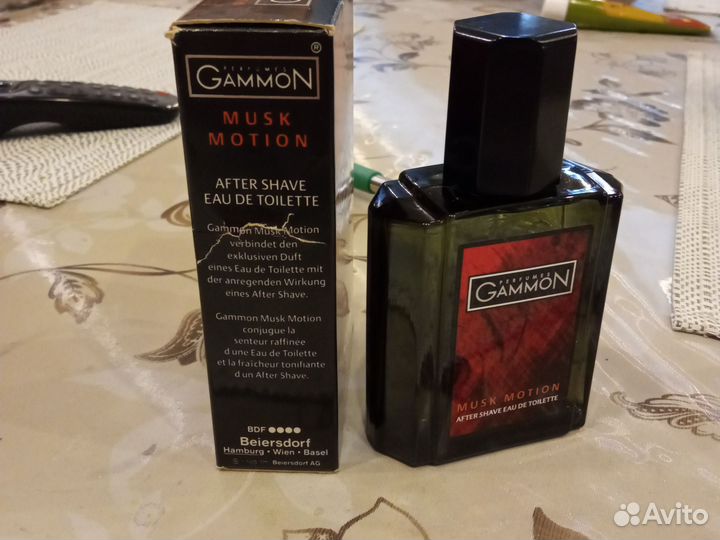 PERFUMES
GAMMON
®
MUSK
MOTION
AFTER SHAVE
EAU DE TOILETTE
Gammon Musk Motion
verbindet den
exklusiven Duft
eines Eau de Toilette mit
der anregenden Wirkung
eines After Shave.
Gammon Musk Motion
conjugue la
senteur raffinée
d'une Eau de Toilette
et la fraîcheur tonifiante
d'un After Shave.
BDF ●●●●
Beiersdorf
Hamburg • Wien • Basel
Beiersdorf AG
PERFUMES
GAMMON
MUSK MOTION
AFTER SHAVE EAU DE TOILETTE
Avito